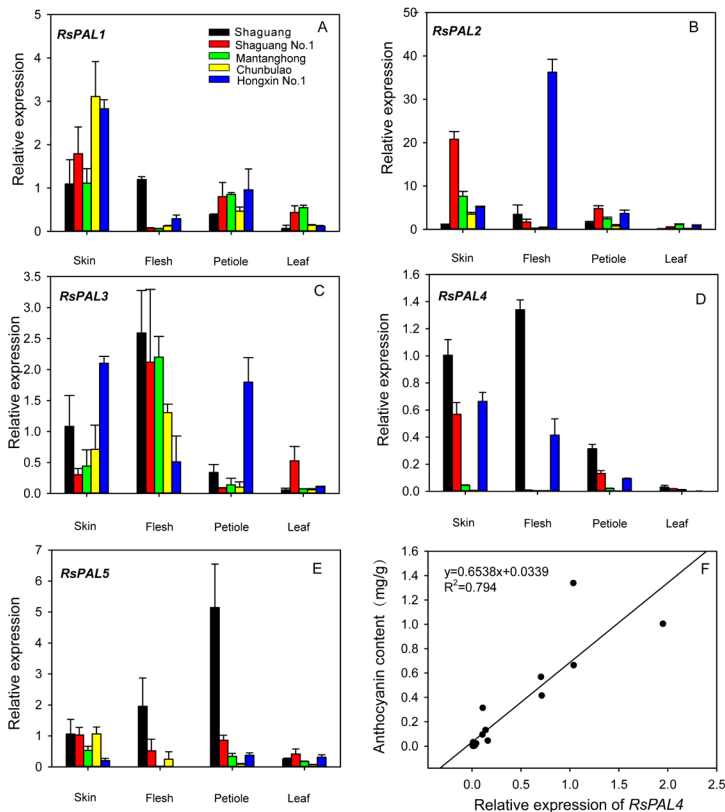 RsPAL1
A
Shaguang
Shaguang No.1
Mantanghong
Chunbulao
Hongxin No.1
Relative expression
5
4
3
2
1
0
Skin Flesh Petiole Leaf
RsPAL2
B
Relative expression
50
40
30
20
10
0
Skin Flesh Petiole Leaf
RsPAL3
C
Relative expression
3.5
3.0
2.5
2.0
1.5
1.0
0.5
0.0
Skin Flesh Petiole Leaf
RsPAL4
D
Relative expression
1.6
1.4
1.2
1.0
0.8
0.6
0.4
0.2
0.0
Skin Flesh Petiole Leaf
RsPAL5
E
Relative expression
7
6
5
4
3
2
1
0
Skin Flesh Petiole Leaf
F
y=0.6538x+0.0339
R2=0.794
Anthocyanin content（mg/g）
1.6
1.4
1.2
1.0
0.8
0.6
0.4
0.2
0.0
0.0 0.5 1.0 1.5 2.0 2.5
Relative expression of RsPAL4